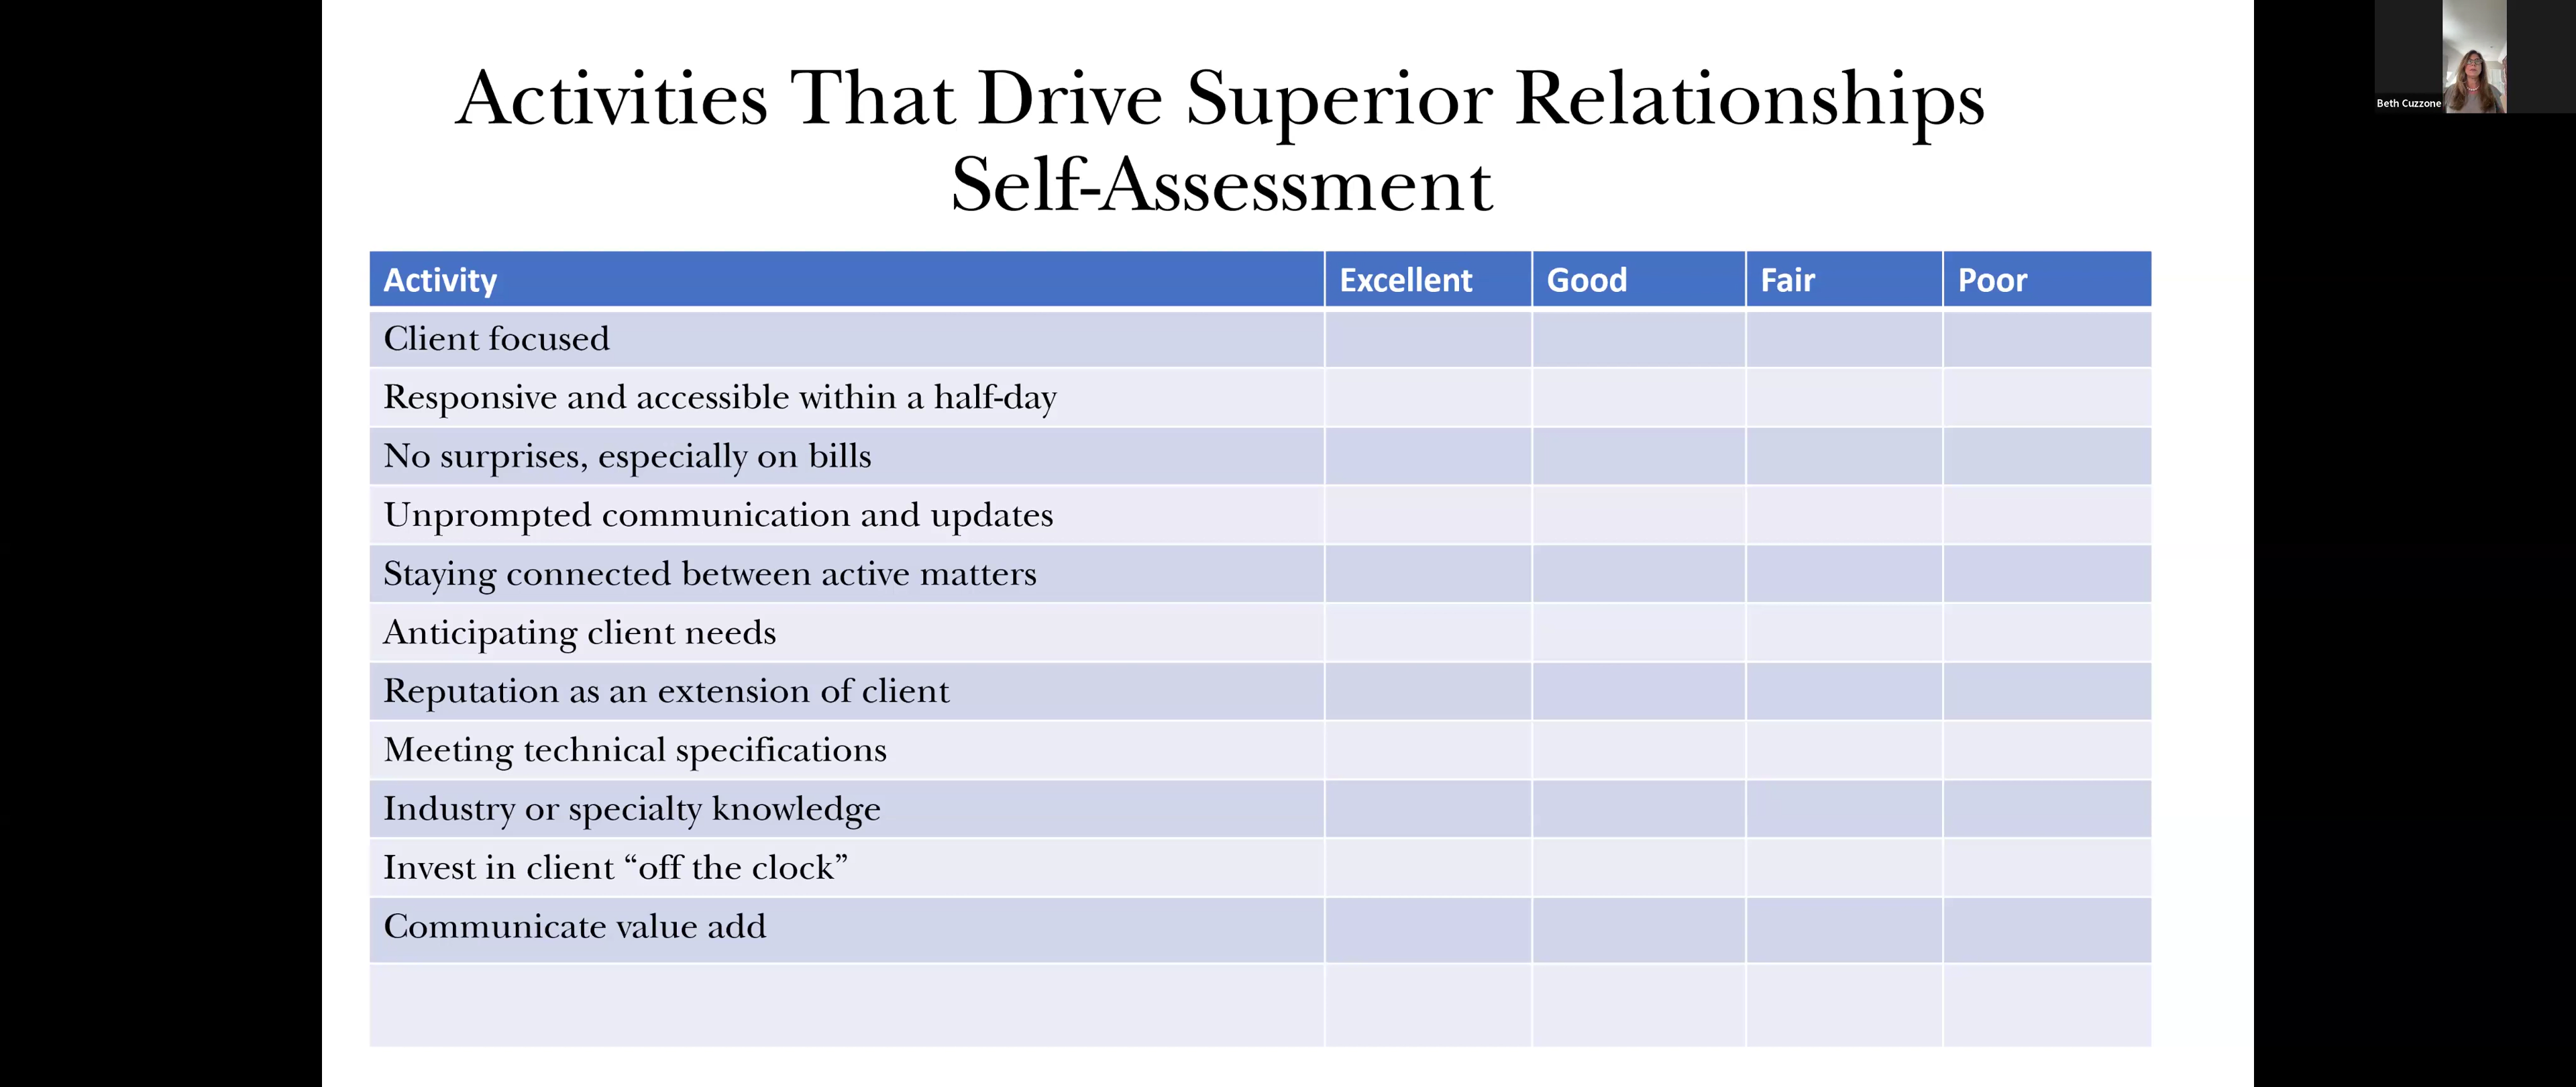 Activities That Drive Superior Relationships
Self-Assessment
Activity Excellent Good Fair Poor
Client focused
Responsive and accessible within a half-day
No surprises, especially on bills
Unprompted communication and updates
Staying connected between active matters
Anticipating client needs
Reputation as an extension of client
Meeting technical specifications
Industry or specialty knowledge
Invest in client “off the clock”
Communicate value add
Beth Cuzzone